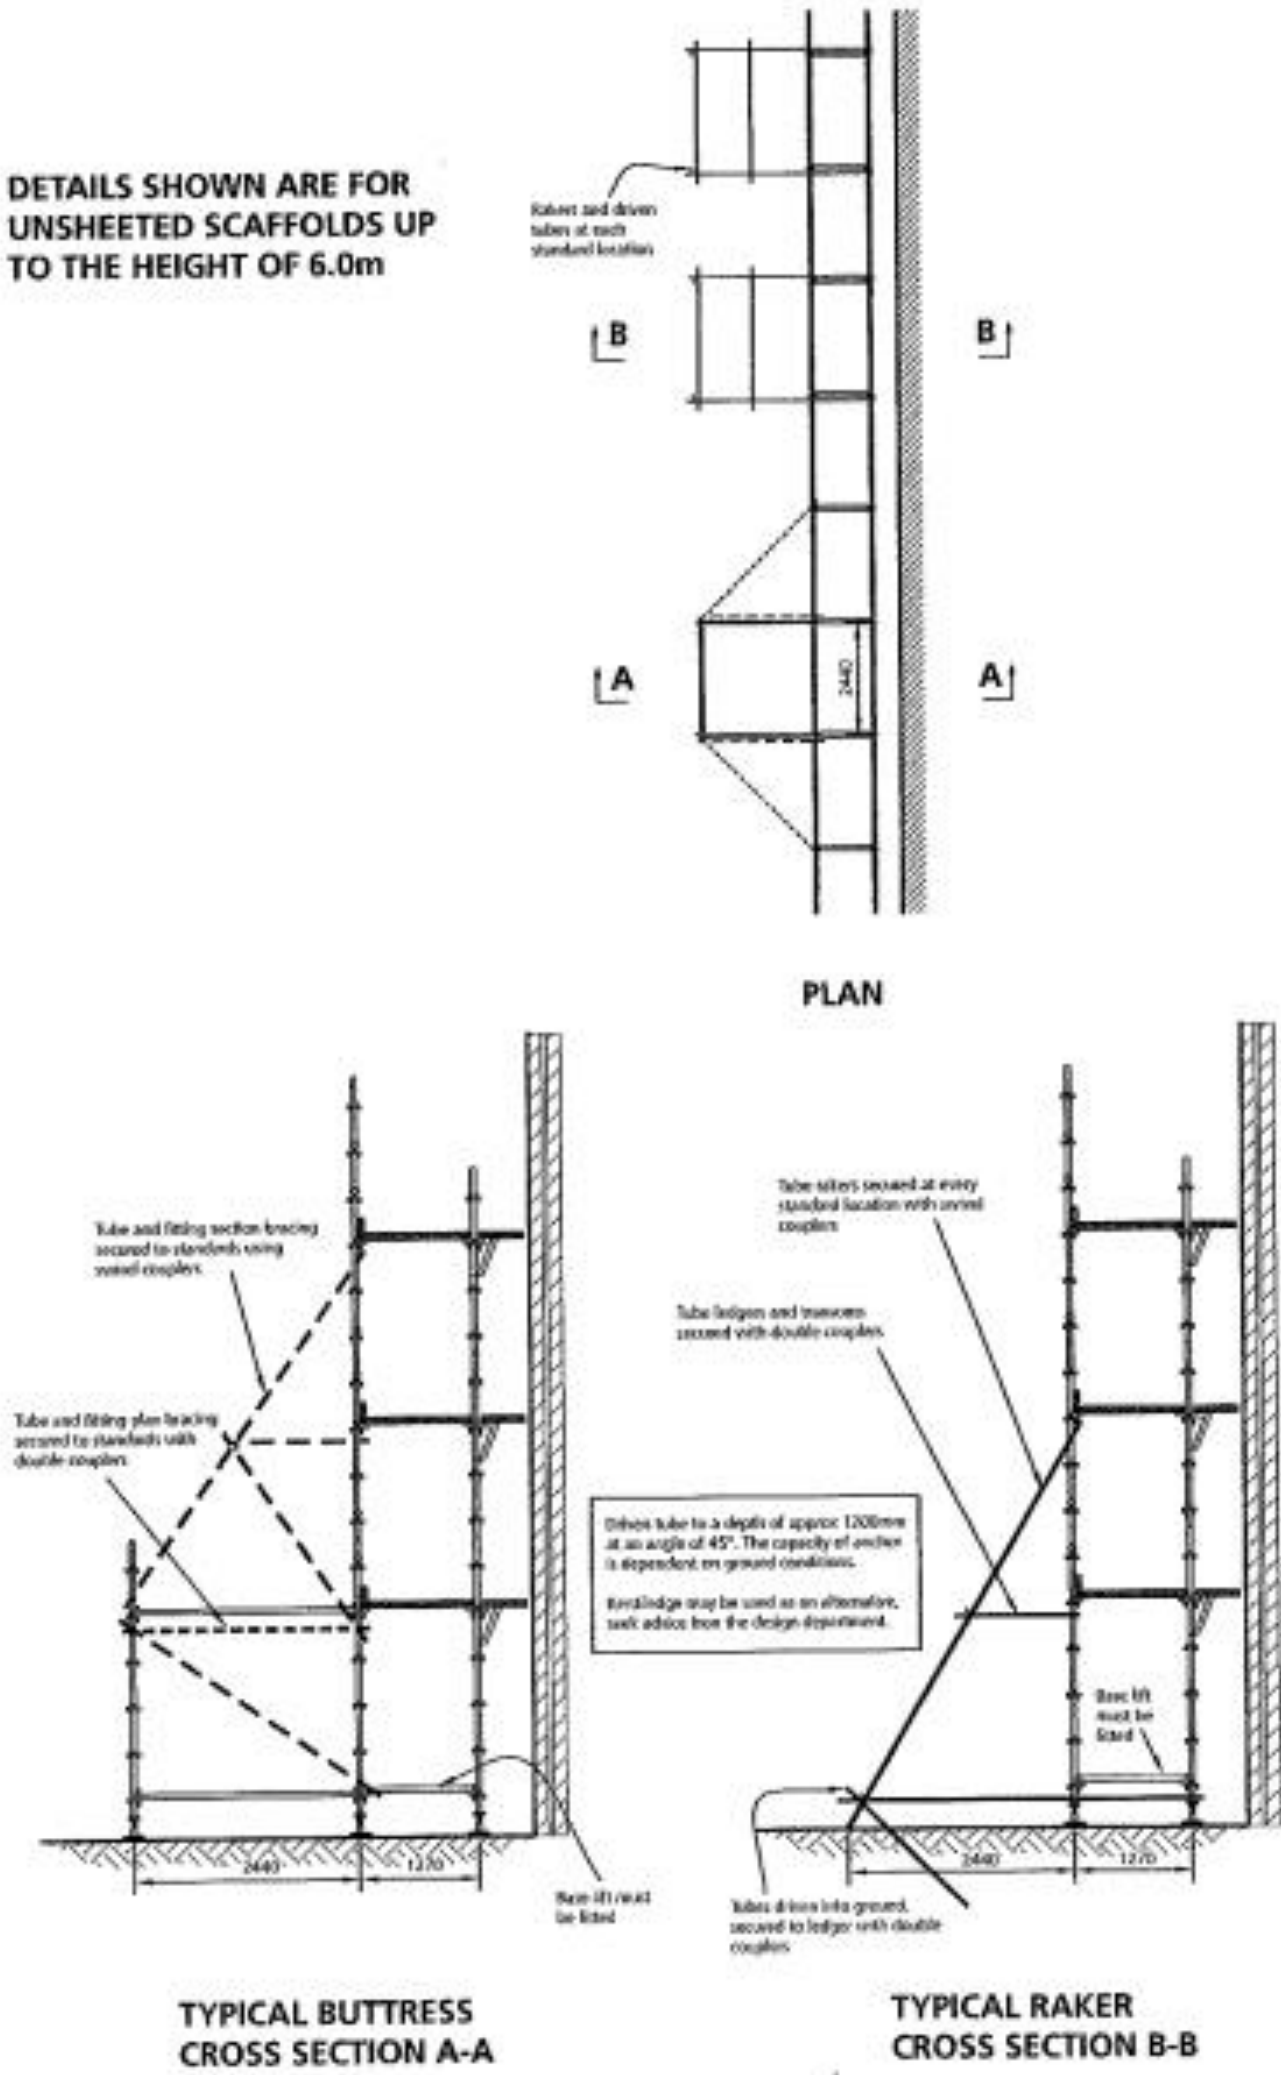 DETAILS SHOWN ARE FOR
UNSHEETED SCAFFOLDS UP
TO THE HEIGHT OF 6.0m
Rakers and driven
tubes at each
standard location
B
B
A
A
2440
PLAN
Tube and fitting section bracing
secured to standards using
swivel couplers
Tube and fitting plan bracing
secured to standards with
double couplers
Tube rakers secured at every
standard location with swivel
couplers
Tube ledgers and transoms
secured with double couplers
Driven tube to a depth of approx 1200mm
at an angle of 45°. The capacity of anchor
is dependent on ground conditions.
Kentledge may be used as an alternative,
seek advice from the design department.
Base lift
must be
fitted
2440
1270
2440
1270
Base lift must
be fitted
Tubes driven into ground,
secured to ledger with double
couplers
TYPICAL BUTTRESS
CROSS SECTION A-A
TYPICAL RAKER
CROSS SECTION B-B